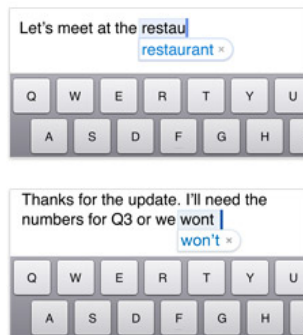 Let's meet at the restau
restaurant ×
Q W E R T Y U
A S D F G H
Thanks for the update. I'll need the
numbers for Q3 or we wont
won't ×
Q W E R T Y U
A S D F G H